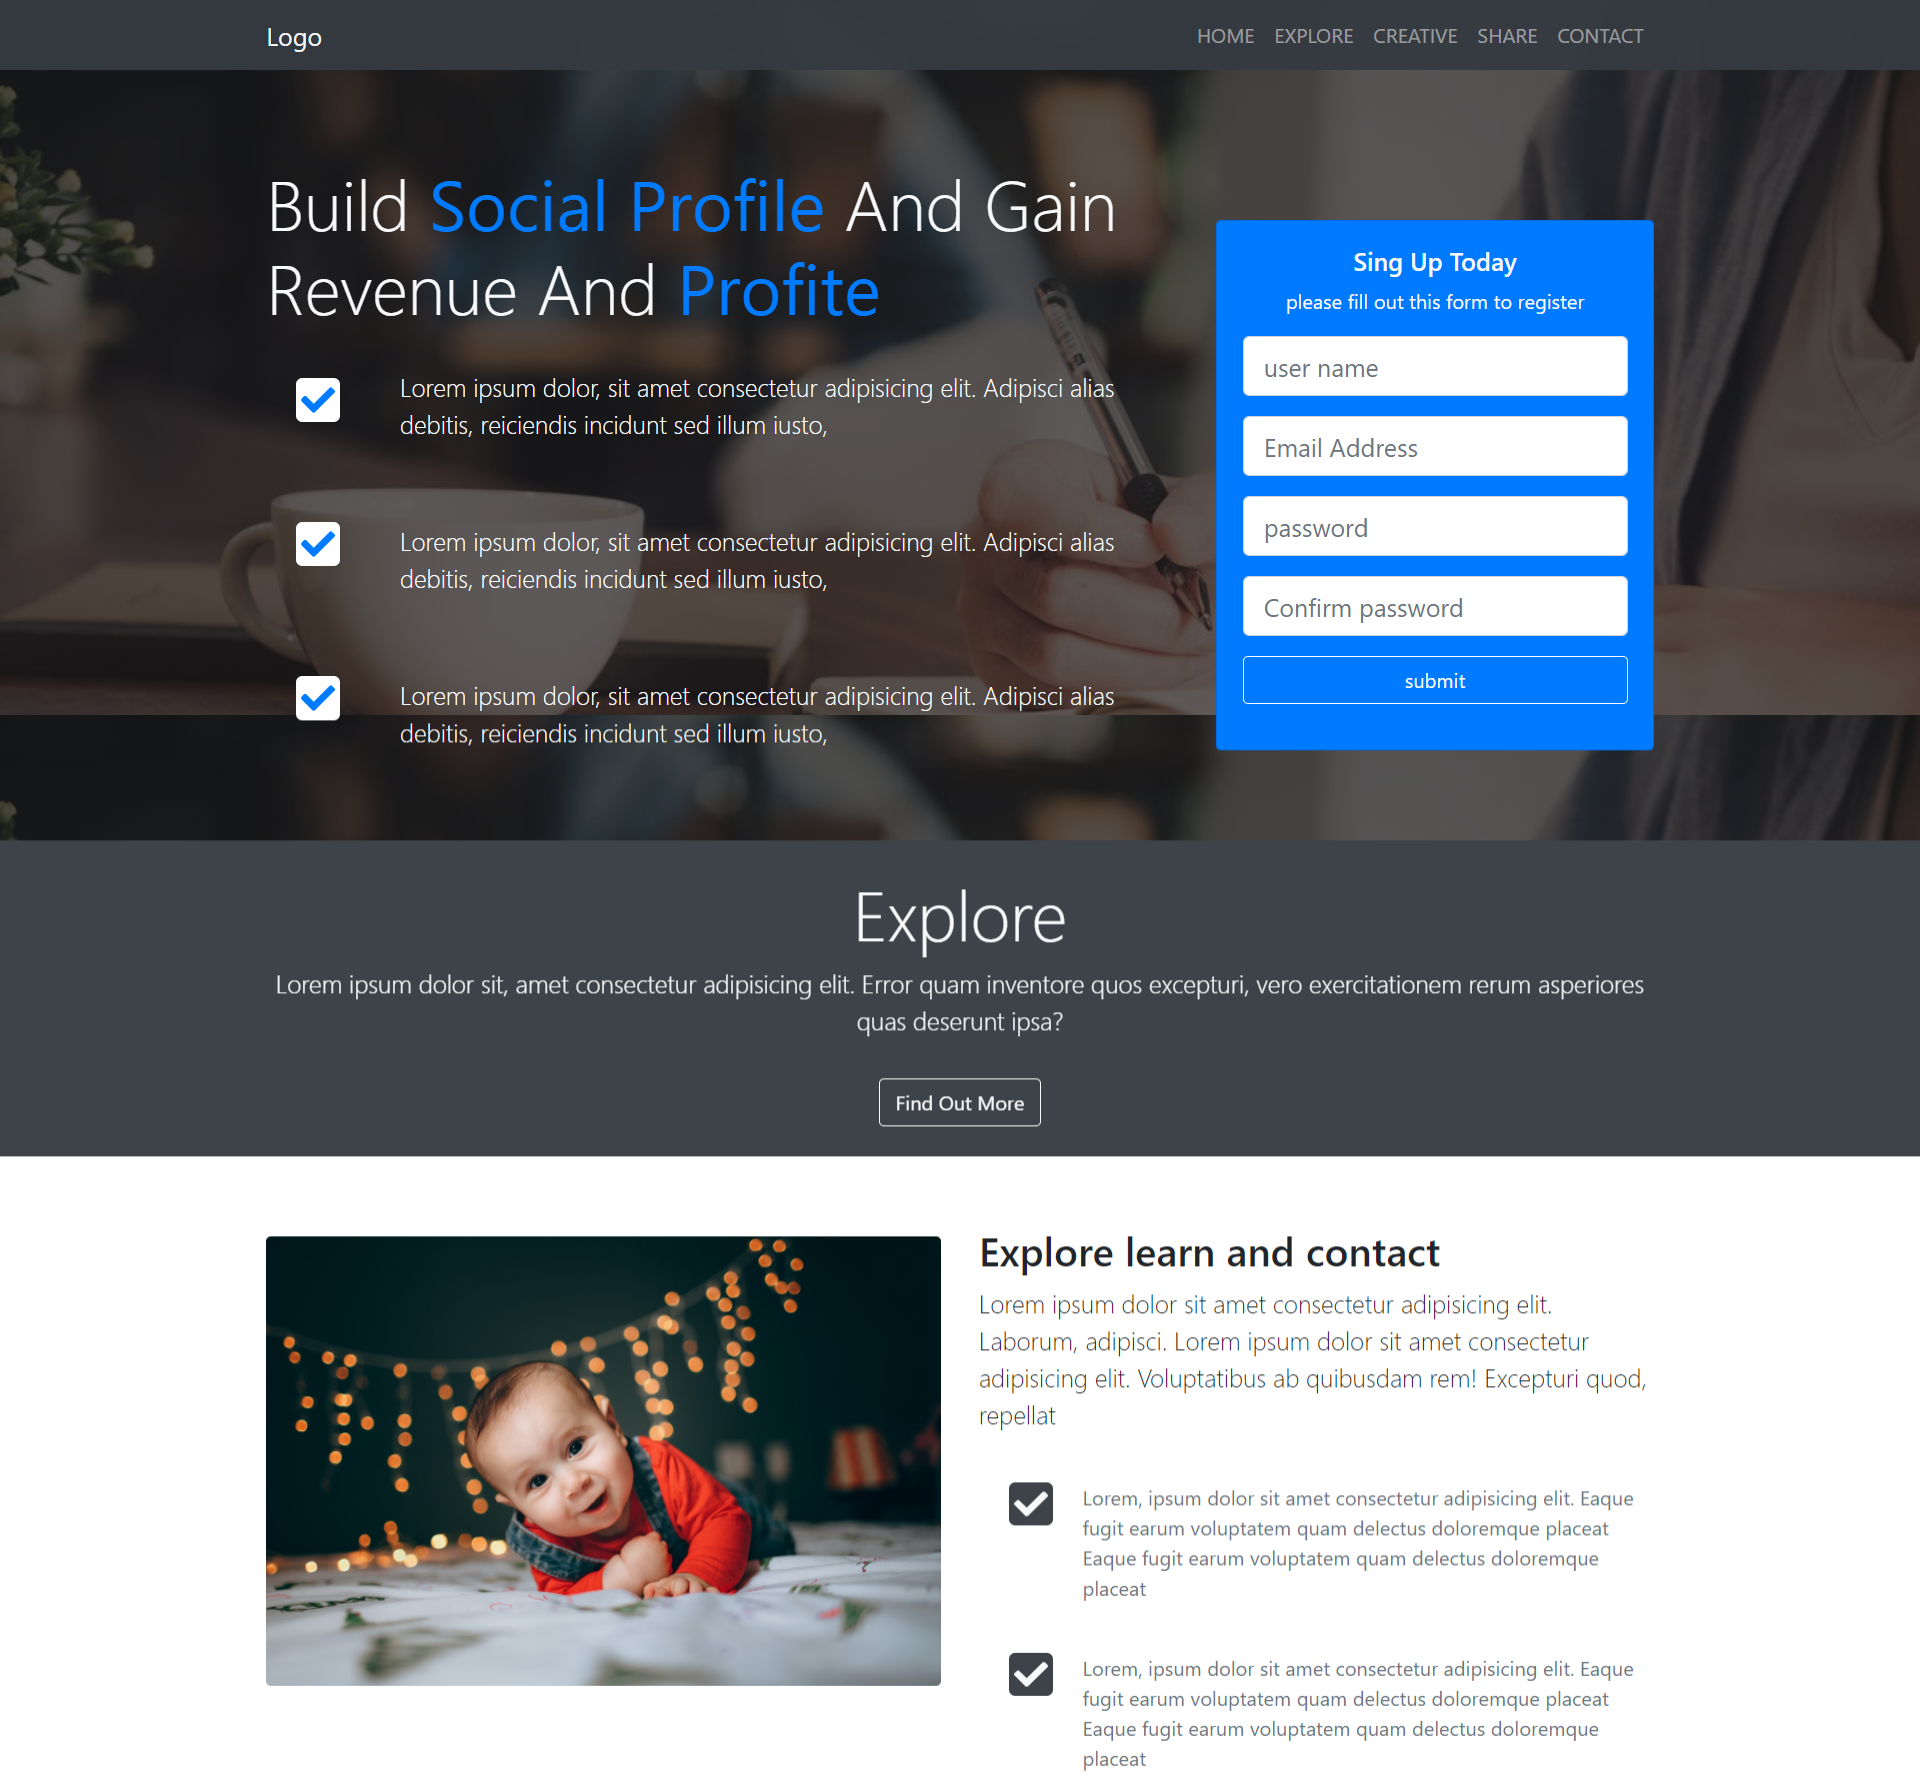 Logo
HOME EXPLORE CREATIVE SHARE CONTACT
Build Social Profile And Gain
Revenue And Profite
Lorem ipsum dolor, sit amet consectetur adipisicing elit. Adipisci alias
debitis, reiciendis incidunt sed illum iusto,
Lorem ipsum dolor, sit amet consectetur adipisicing elit. Adipisci alias
debitis, reiciendis incidunt sed illum iusto,
Lorem ipsum dolor, sit amet consectetur adipisicing elit. Adipisci alias
debitis, reiciendis incidunt sed illum iusto,
Sing Up Today
please fill out this form to register
user name
Email Address
password
Confirm password
submit
Explore
Lorem ipsum dolor sit, amet consectetur adipisicing elit. Error quam inventore quos excepturi, vero exercitationem rerum asperiores
quas deserunt ipsa?
Find Out More
Explore learn and contact
Lorem ipsum dolor sit amet consectetur adipisicing elit.
Laborum, adipisci. Lorem ipsum dolor sit amet consectetur
adipisicing elit. Voluptatibus ab quibusdam rem! Excepturi quod,
repellat
Lorem, ipsum dolor sit amet consectetur adipisicing elit. Eaque
fugit earum voluptatem quam delectus doloremque placeat
Eaque fugit earum voluptatem quam delectus doloremque
placeat
Lorem, ipsum dolor sit amet consectetur adipisicing elit. Eaque
fugit earum voluptatem quam delectus doloremque placeat
Eaque fugit earum voluptatem quam delectus doloremque
placeat